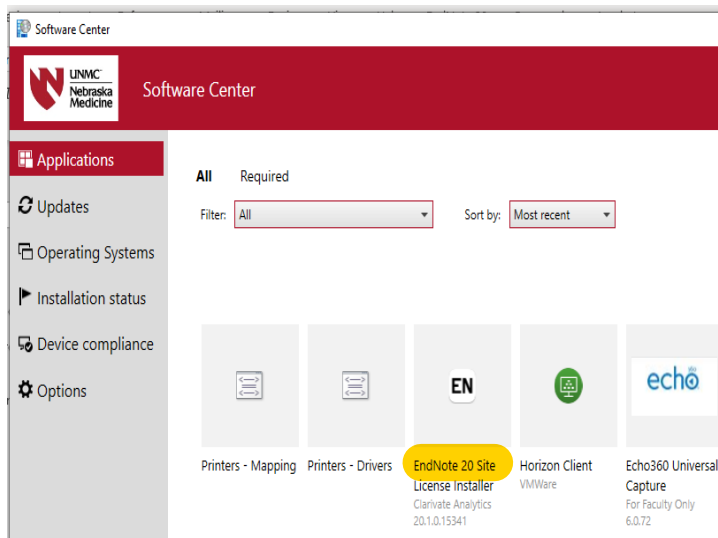 Software Center
UNMC
Nebraska
Medicine
Software Center
Applications
Updates
Operating Systems
Installation status
Device compliance
Options
All Required
Filter: All Sort by: Most recent
EN
echo
Printers - Mapping
Printers - Drivers
EndNote 20 Site
License Installer
Clarivate Analytics
20.1.0.15341
Horizon Client
VMWare
Echo360 Universal
Capture
For Faculty Only
6.0.72